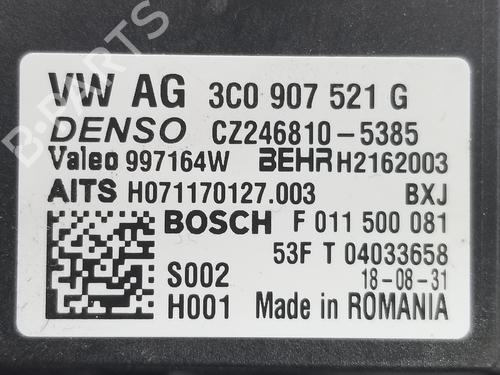 VW AG 3C0 907 521 G
DENSO CZ246810-5385
Valeo 997164W BEHR H2162003
AITS H071170127.003 BXJ
BOSCH F 011 500 081
53F T 04033658
S002 18-08-31
H001 Made in ROMANIA
B-PARTS